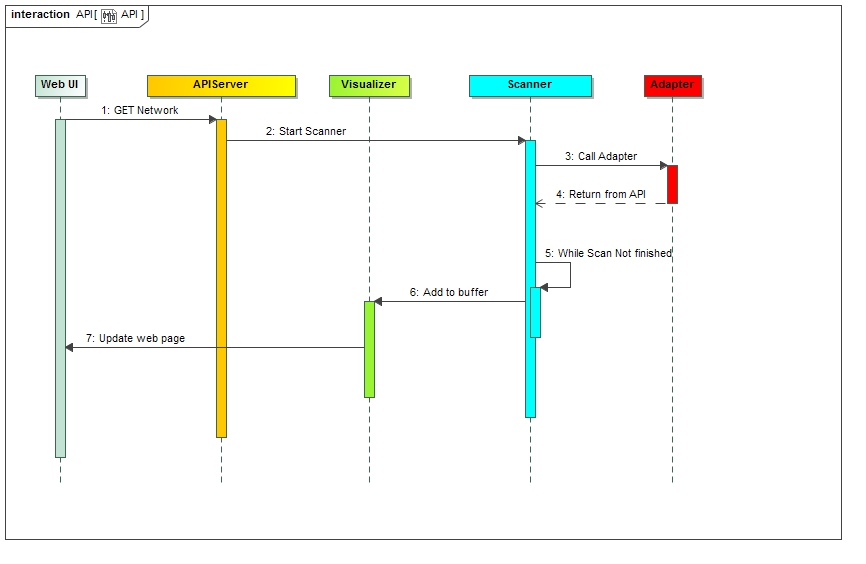 interaction API[ API ]
Web UI
APIServer
Visualizer
Scanner
Adapter
1: GET Network
2: Start Scanner
3: Call Adapter
4: Return from API
5: While Scan Not finished
6: Add to buffer
7: Update web page